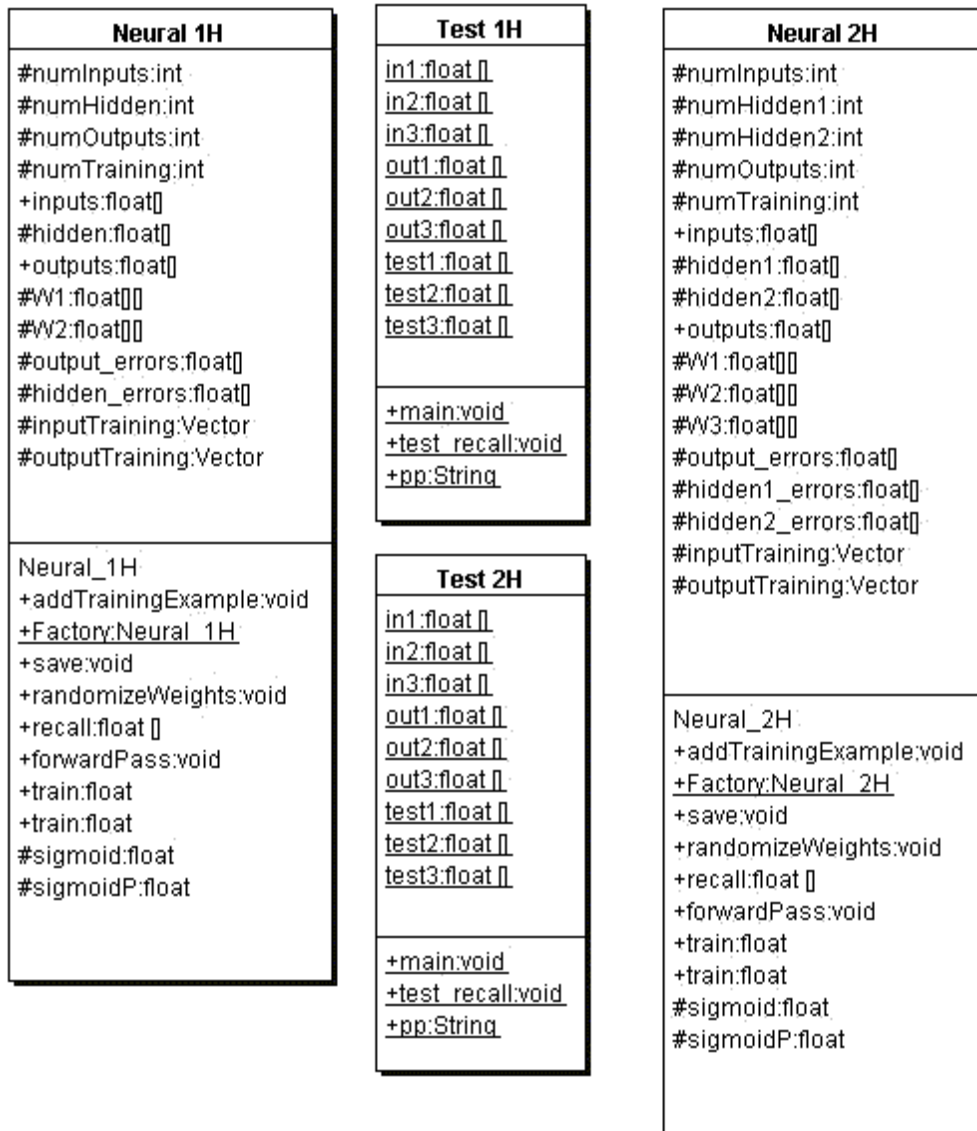 Neural 1H
#numInputs:int
#numHidden:int
#numOutputs:int
#numTraining:int
+inputs:float[]
#hidden:float[]
+outputs:float[]
#W1:float[][]
#W2:float[][]
#output_errors:float[]
#hidden_errors:float[]
#inputTraining:Vector
#outputTraining:Vector
Neural_1H
+addTrainingExample:void
+Factory:Neural_1H
+save:void
+randomizeWeights:void
+recall:float []
+forwardPass:void
+train:float
+train:float
#sigmoid:float
#sigmoidP:float
Test 1H
in1:float []
in2:float []
in3:float []
out1:float []
out2:float []
out3:float []
test1:float []
test2:float []
test3:float []
+main:void
+test_recall:void
+pp:String
Test 2H
in1:float []
in2:float []
in3:float []
out1:float []
out2:float []
out3:float []
test1:float []
test2:float []
test3:float []
+main:void
+test_recall:void
+pp:String
Neural 2H
#numInputs:int
#numHidden1:int
#numHidden2:int
#numOutputs:int
#numTraining:int
+inputs:float[]
#hidden1:float[]
#hidden2:float[]
+outputs:float[]
#W1:float[][]
#W2:float[][]
#W3:float[][]
#output_errors:float[]
#hidden1_errors:float[]
#hidden2_errors:float[]
#inputTraining:Vector
#outputTraining:Vector
Neural_2H
+addTrainingExample:void
+Factory:Neural_2H
+save:void
+randomizeWeights:void
+recall:float []
+forwardPass:void
+train:float
+train:float
#sigmoid:float
#sigmoidP:float